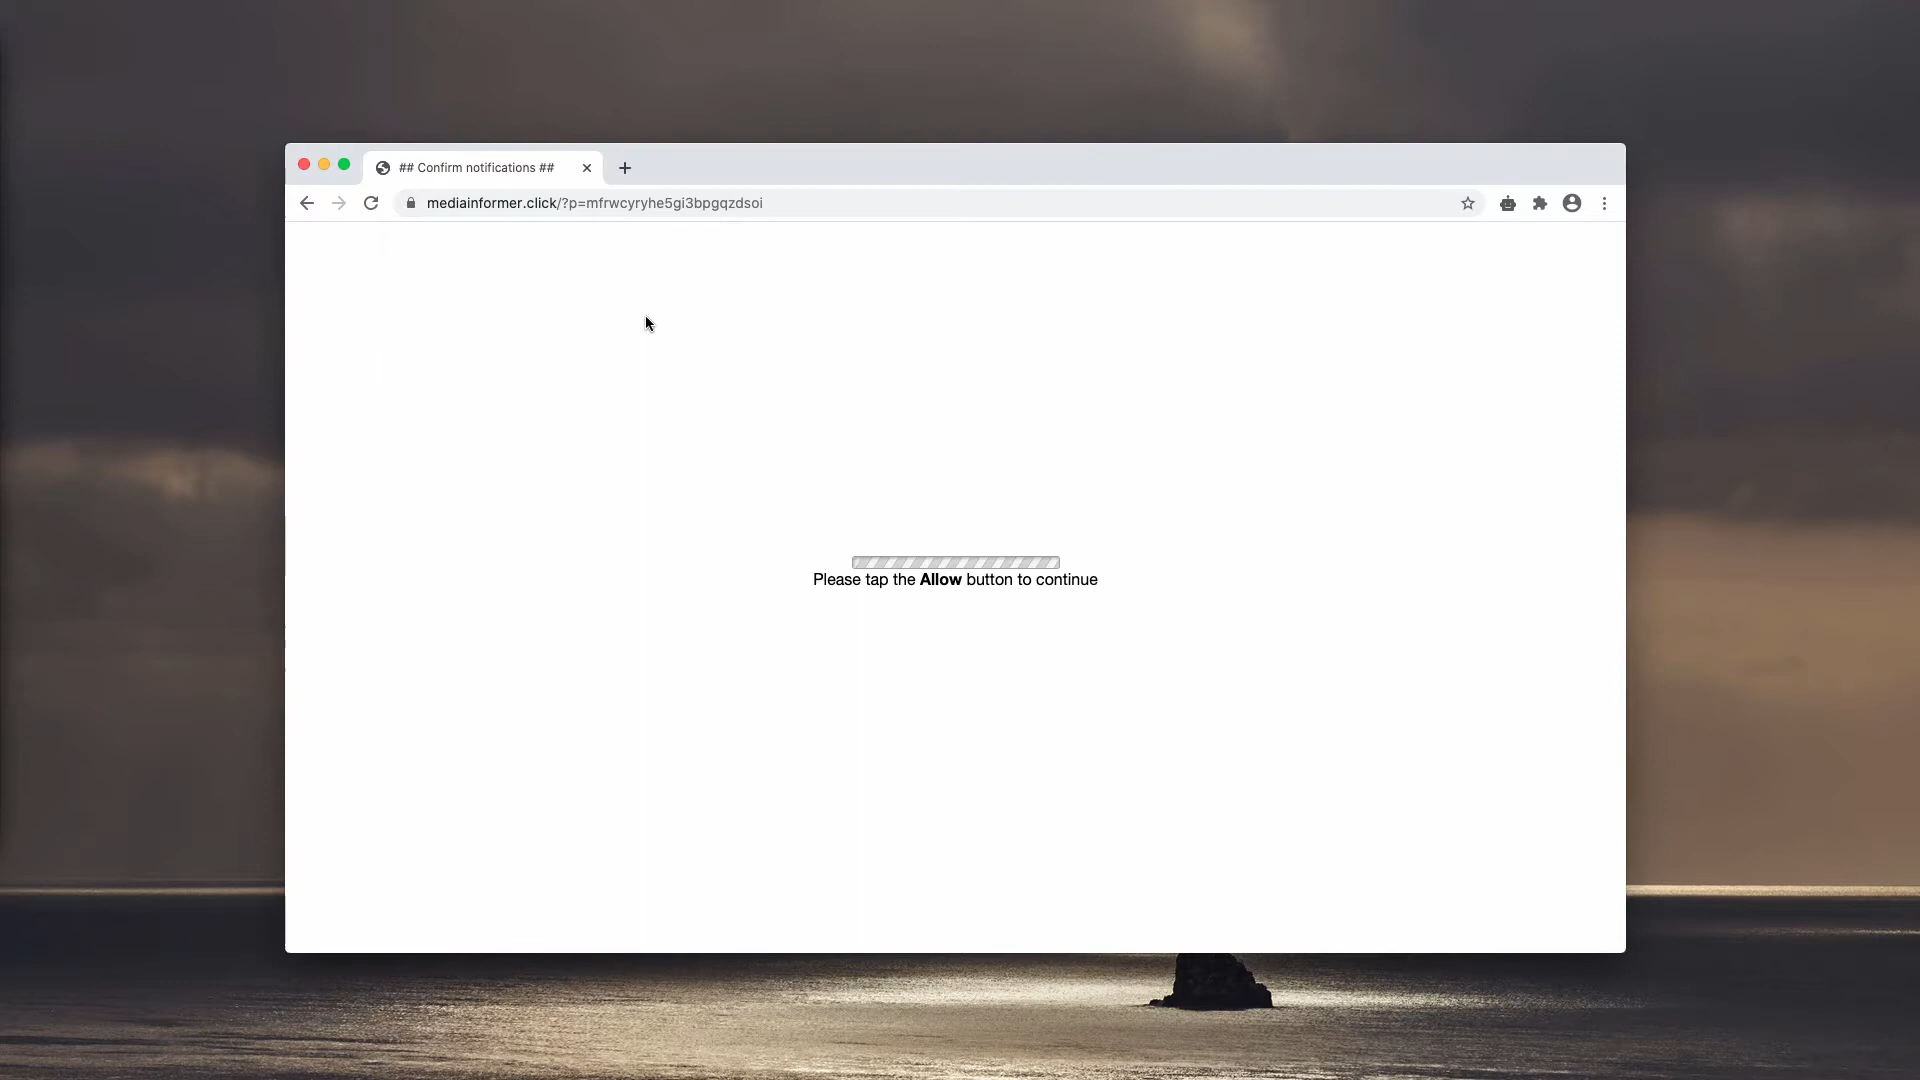 ## Confirm notifications ##
mediainformer.click/?p=mfrwcyryhe5gi3bpgqzdsoi
Please tap the Allow button to continue